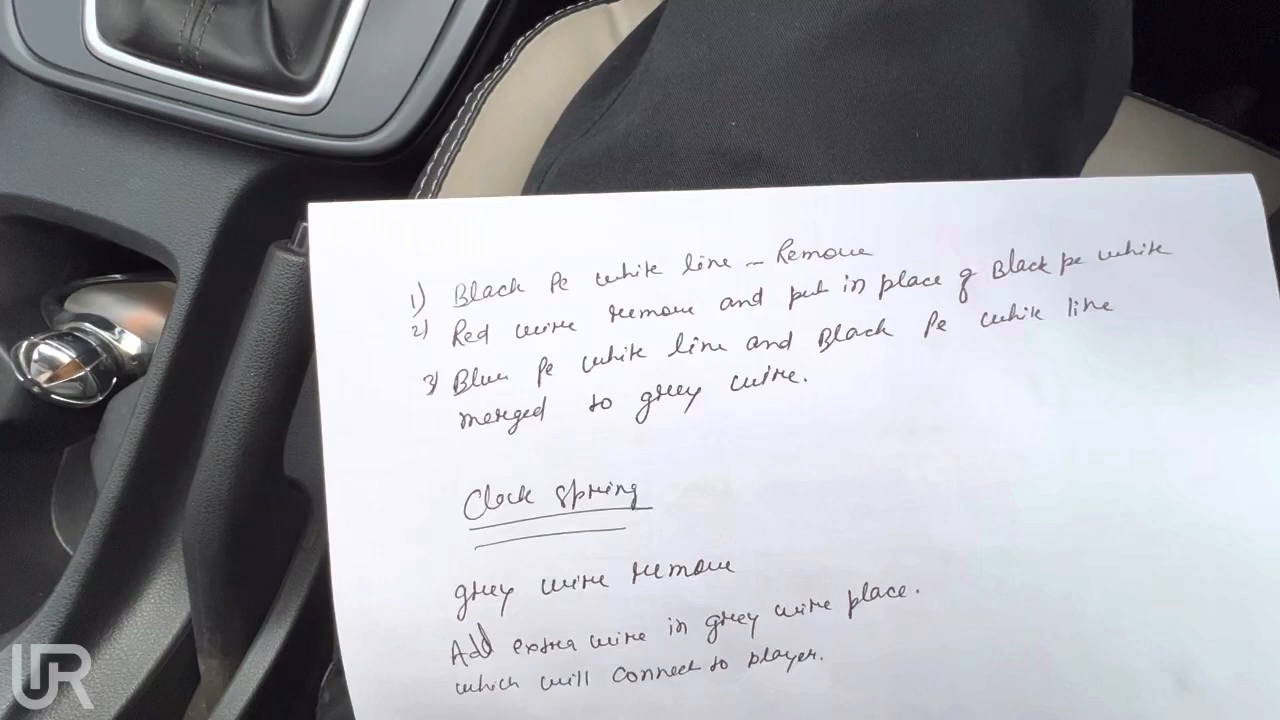 1) Black Pe white line - Remove
2) Red wire remove and put in place of Black pe white
3) Blue Pe white line and Black Pe white line
merged to grey wire.
Clock Spring
grey wire remove
Add extra wire in grey wire place.
which will connect to player.
UR